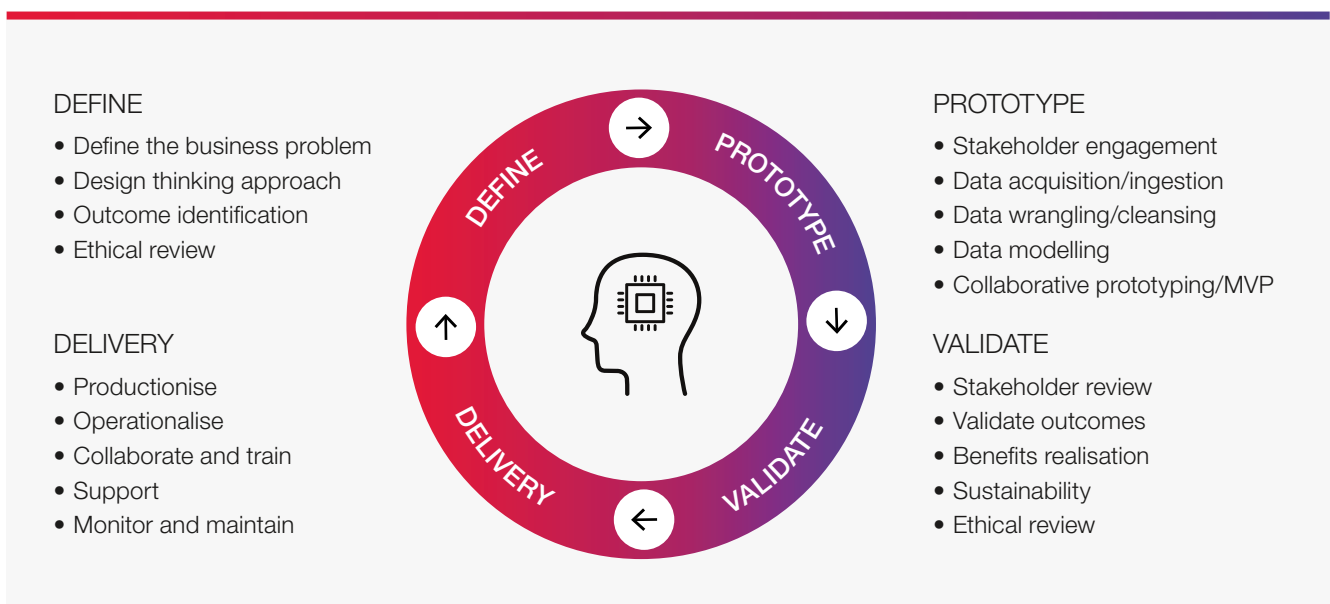 DEFINE
• Define the business problem
• Design thinking approach
• Outcome identification
• Ethical review
DELIVERY
• Productionise
• Operationalise
• Collaborate and train
• Support
• Monitor and maintain
DEFINE
PROTOTYPE
VALIDATE
DELIVERY
PROTOTYPE
• Stakeholder engagement
• Data acquisition/ingestion
• Data wrangling/cleansing
• Data modelling
• Collaborative prototyping/MVP
VALIDATE
• Stakeholder review
• Validate outcomes
• Benefits realisation
• Sustainability
• Ethical review